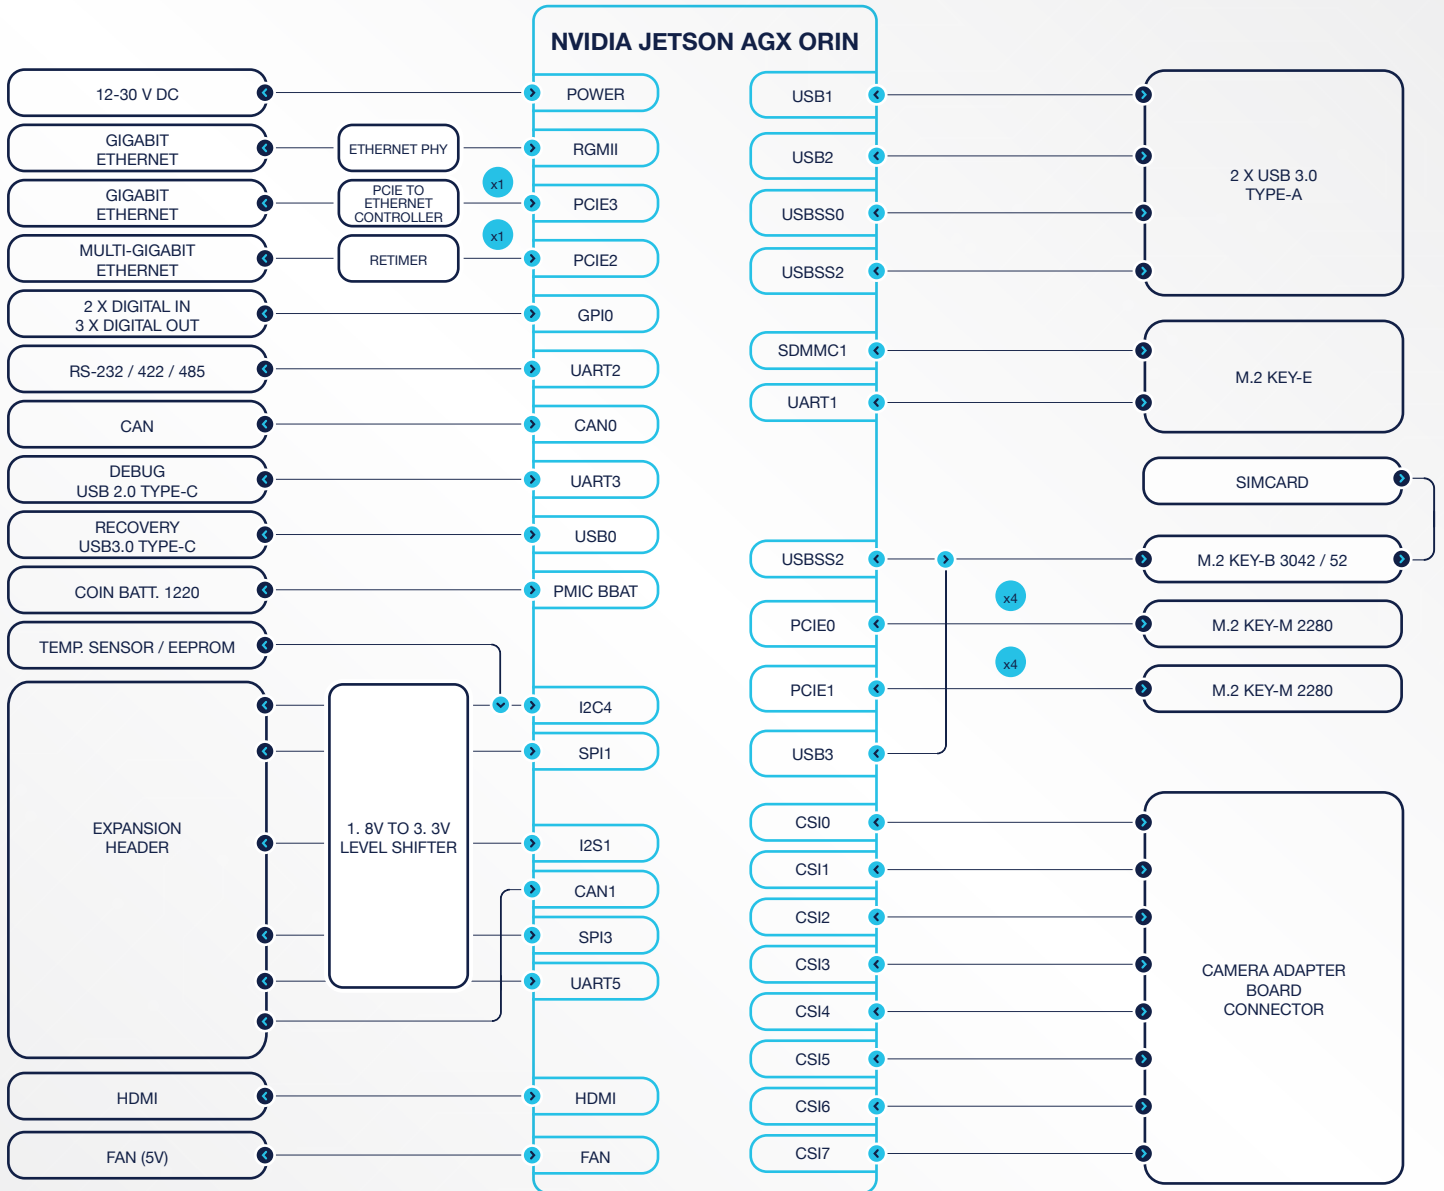 NVIDIA JETSON AGX ORIN
12-30 V DC
POWER
GIGABIT
ETHERNET
ETHERNET PHY
RGMII
GIGABIT
ETHERNET
PCIE TO
ETHERNET
CONTROLLER
x1
PCIE3
MULTI-GIGABIT
ETHERNET
RETIMER
x1
PCIE2
2 X DIGITAL IN
3 X DIGITAL OUT
GPI0
RS-232 / 422 / 485
UART2
CAN
CAN0
DEBUG
USB 2.0 TYPE-C
UART3
RECOVERY
USB3.0 TYPE-C
USB0
COIN BATT. 1220
PMIC BBAT
TEMP. SENSOR / EEPROM
EXPANSION
HEADER
1. 8V TO 3. 3V
LEVEL SHIFTER
I2C4
SPI1
I2S1
CAN1
SPI3
UART5
HDMI
HDMI
FAN (5V)
FAN
USB1
USB2
USBSS0
USBSS2
2 X USB 3.0
TYPE-A
SDMMC1
UART1
M.2 KEY-E
SIMCARD
USBSS2
M.2 KEY-B 3042 / 52
x4
PCIE0
M.2 KEY-M 2280
x4
PCIE1
M.2 KEY-M 2280
USB3
CSI0
CSI1
CSI2
CSI3
CSI4
CSI5
CSI6
CSI7
CAMERA ADAPTER
BOARD
CONNECTOR